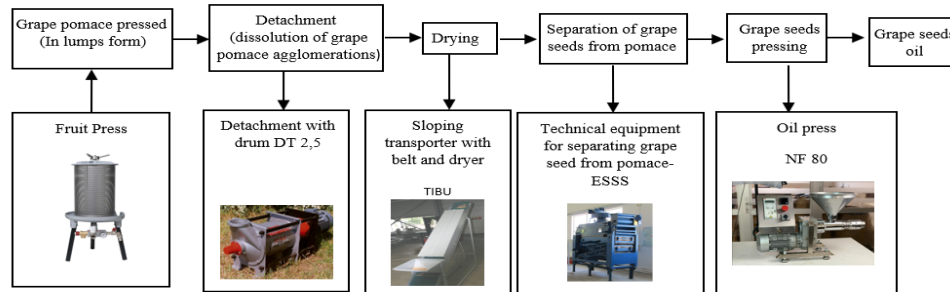 Grape pomace pressed
(In lumps form)
Detachment
(dissolution of grape
pomace agglomerations)
Drying
Separation of grape
seeds from pomace
Grape seeds
pressing
Grape seeds
oil
Fruit Press
Detachment with
drum DT 2,5
Sloping
transporter with
belt and dryer
TIBU
Technical equipment
for separating grape
seed from pomace-
ESSS
Oil press
NF 80